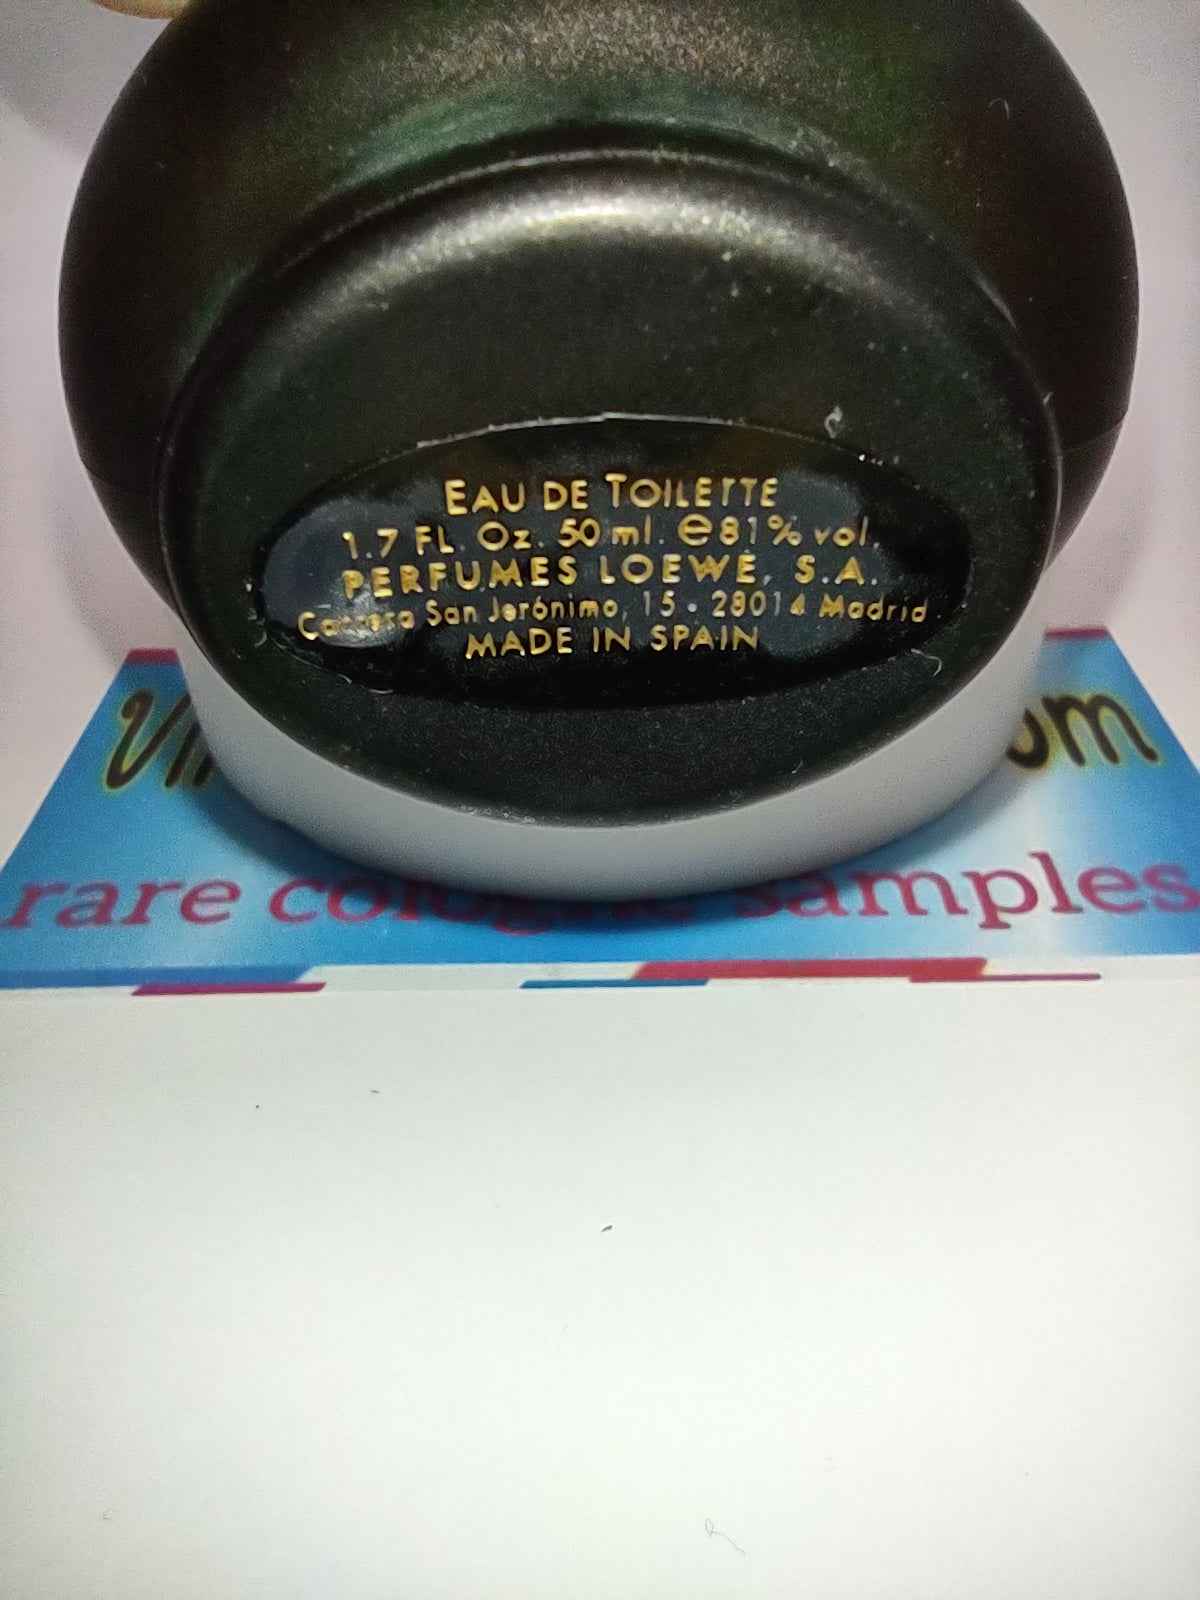 EAU DE TOILETTE
1.7 FL. Oz. 50 ml. e 81% vol.
PERFUMES LOEWE, S.A.
Carrera San Jerónimo, 15 - 28014 Madrid
MADE IN SPAIN
rare cologne samples